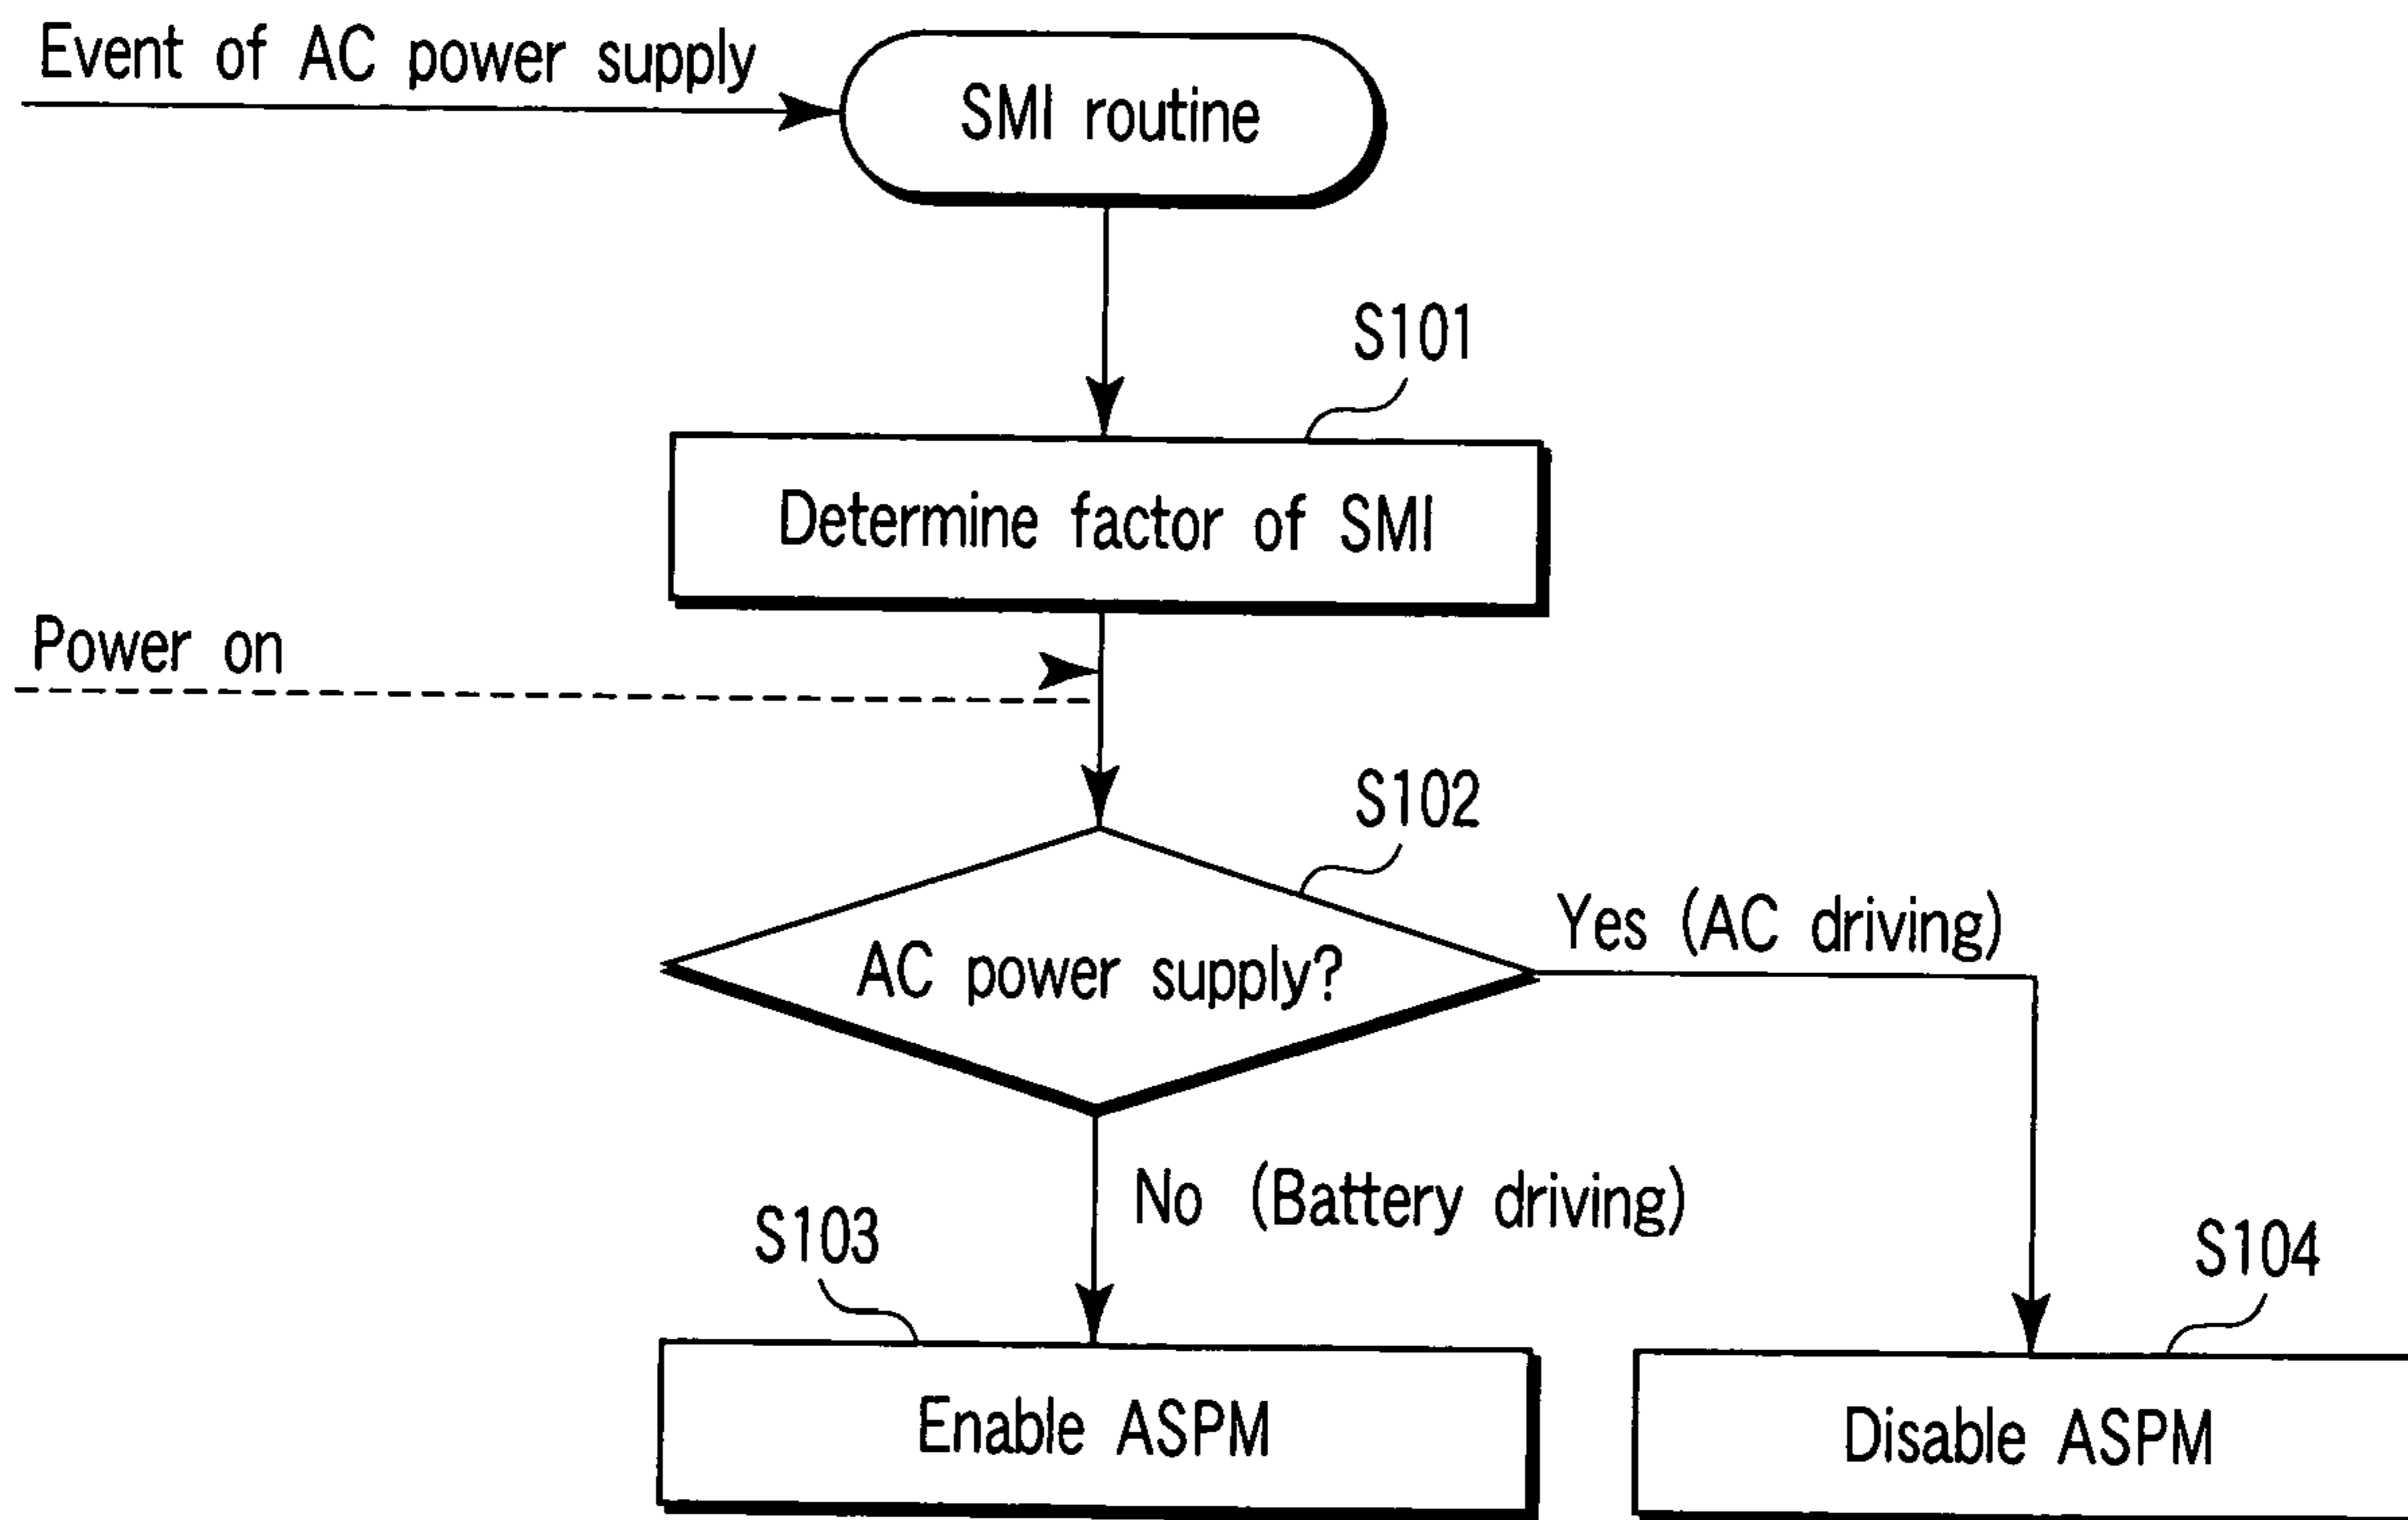 Event of AC power supply
SMI routine
S101
Determine factor of SMI
Power on
S102
AC power supply?
Yes (AC driving)
No (Battery driving)
S103
S104
Enable ASPM
Disable ASPM